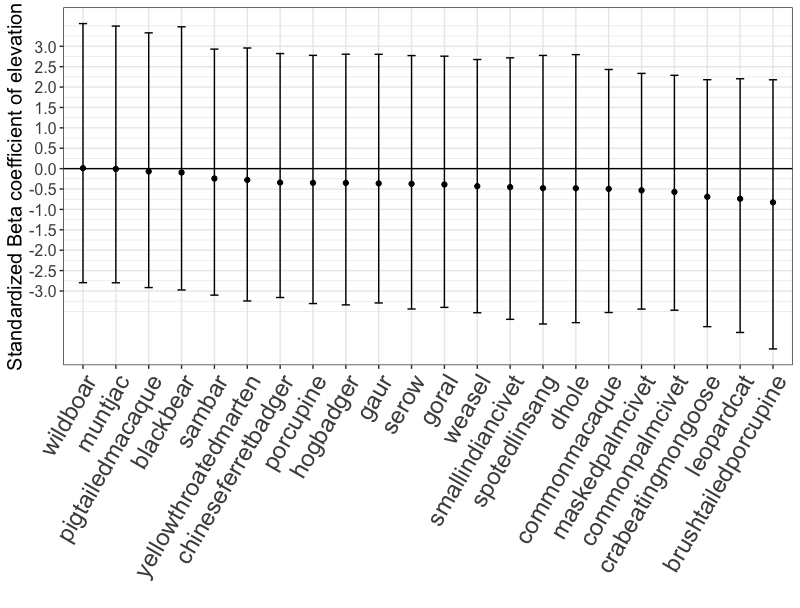 Standardized Beta coefficient of elevation
3.0
2.5
2.0
1.5
1.0
0.5
0.0
-0.5
-1.0
-1.5
-2.0
-2.5
-3.0
wildboar
muntjac
pigtailedmacaque
blackbear
sambar
yellowthroatedmarten
chineseferretbadger
porcupine
hogbadger
gaur
serow
goral
weasel
smallindiancivet
spotedlinsang
dhole
commonmacaque
maskedpalmcivet
commonpalmcivet
crabeatingmongoose
leopardcat
brushtailedporcupine